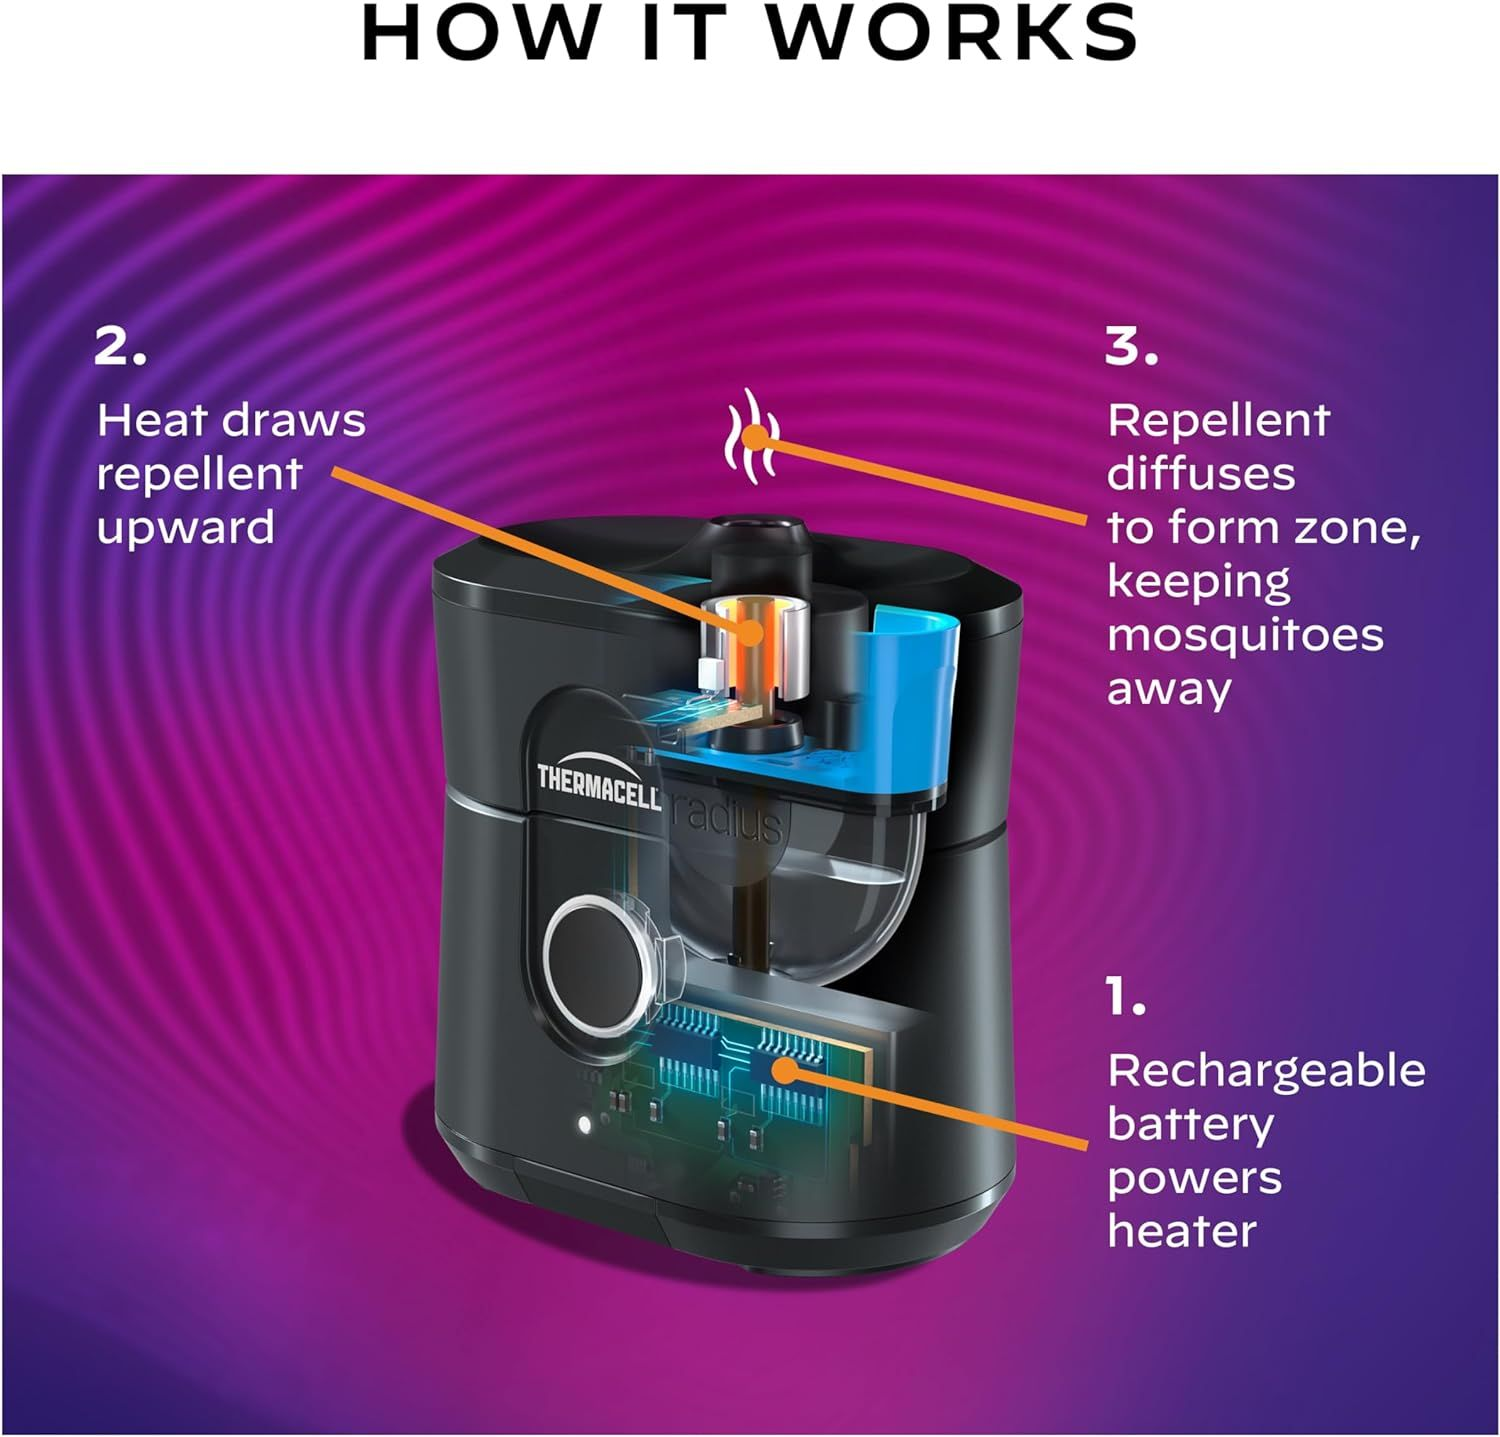 HOW IT WORKS
2.
Heat draws
repellent
upward
3.
Repellent
diffuses
to form zone,
keeping
mosquitoes
away
THERMACELL
radius
1.
Rechargeable
battery
powers
heater